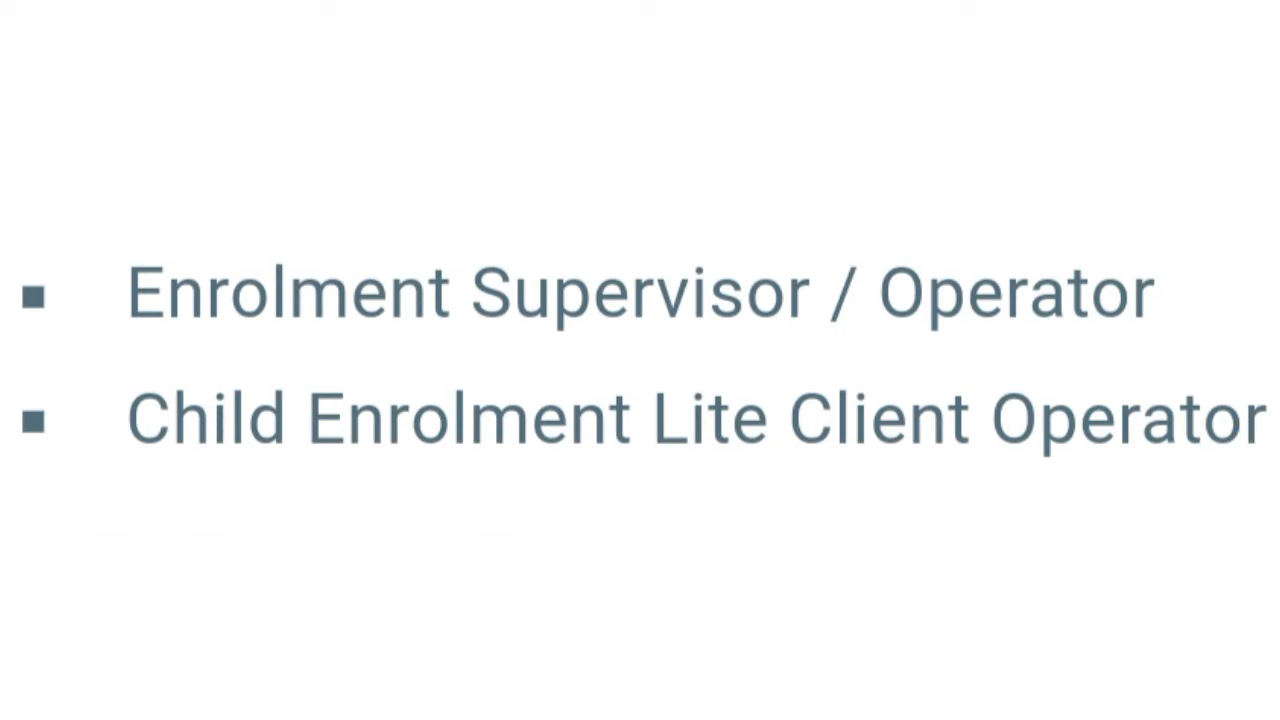 ▪ Enrolment Supervisor / Operator
▪ Child Enrolment Lite Client Operator